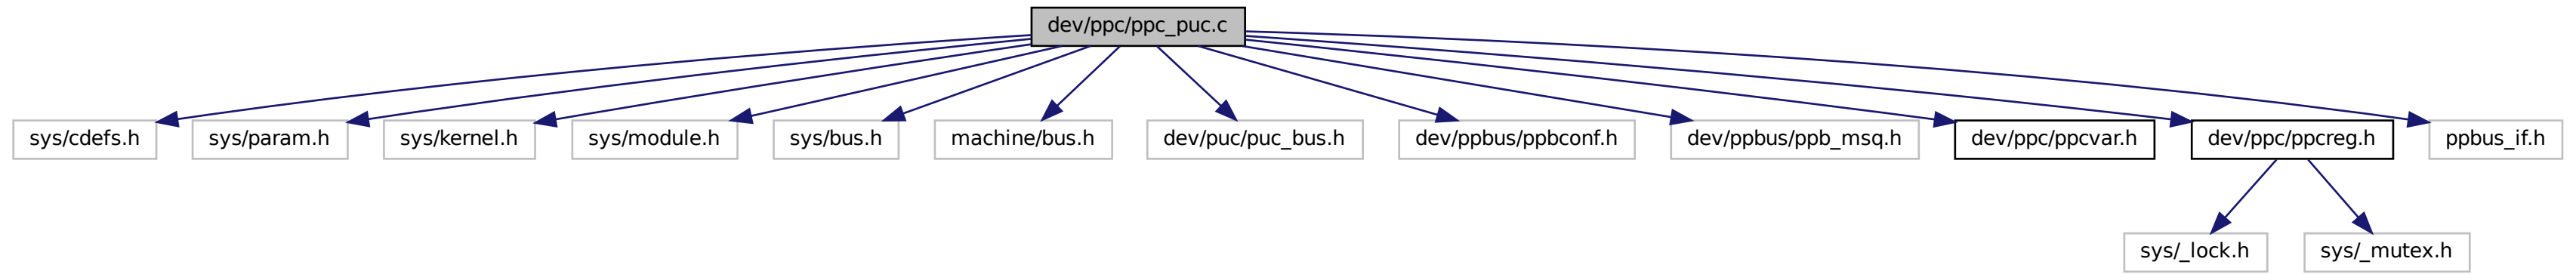 dev/ppc/ppc_puc.c
sys/cdefs.h
sys/param.h
sys/kernel.h
sys/module.h
sys/bus.h
machine/bus.h
dev/puc/puc_bus.h
dev/ppbus/ppbconf.h
dev/ppbus/ppb_msq.h
dev/ppc/ppcvar.h
dev/ppc/ppcreg.h
ppbus_if.h
sys/_lock.h
sys/_mutex.h